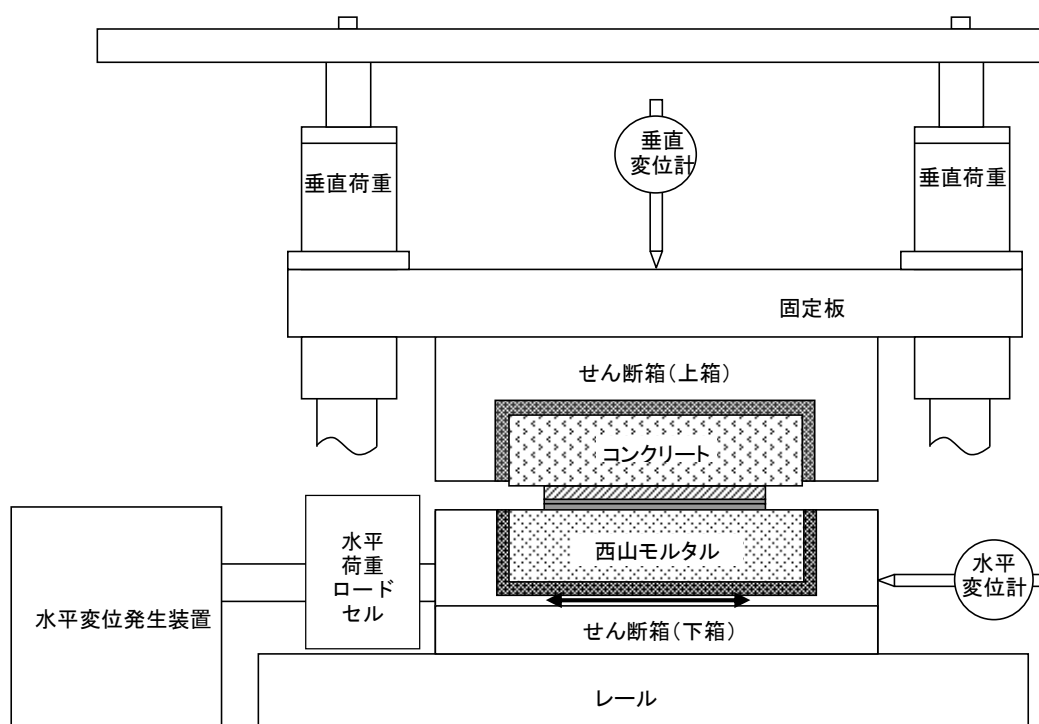 垂直
変位計
垂直荷重
垂直荷重
固定板
せん断箱(上箱)
コンクリート
水平
荷重
ロード
セル
西山モルタル
水平
変位計
水平変位発生装置
せん断箱(下箱)
レール